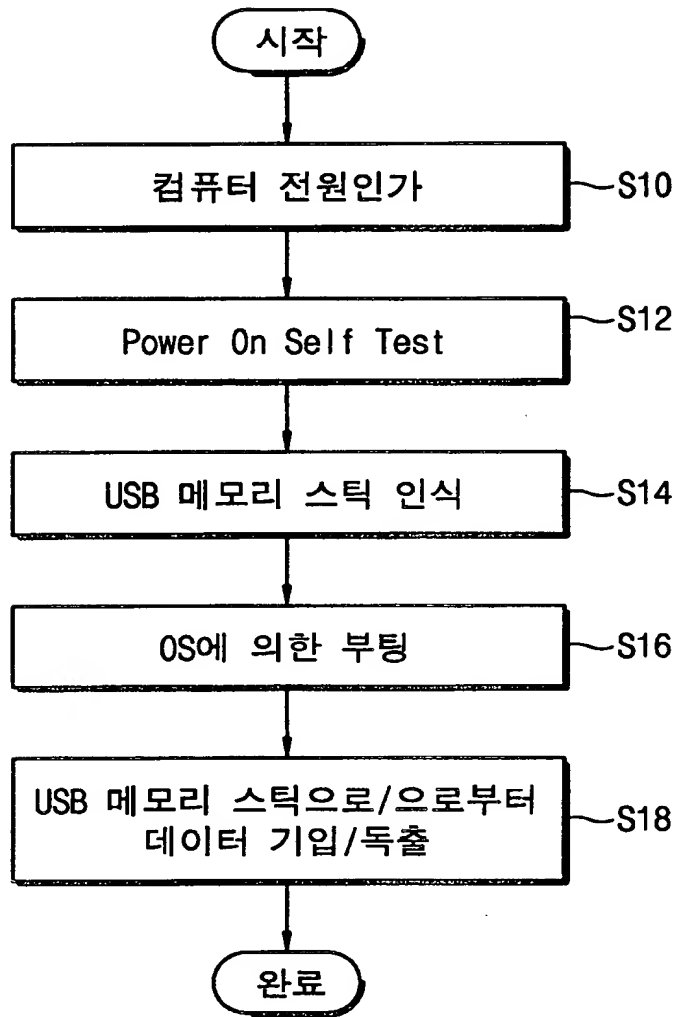 시작
컴퓨터 전원인가
S10
Power On Self Test
S12
USB 메모리 스틱 인식
S14
OS에 의한 부팅
S16
USB 메모리 스틱으로/으로부터
데이터 기입/독출
S18
완료